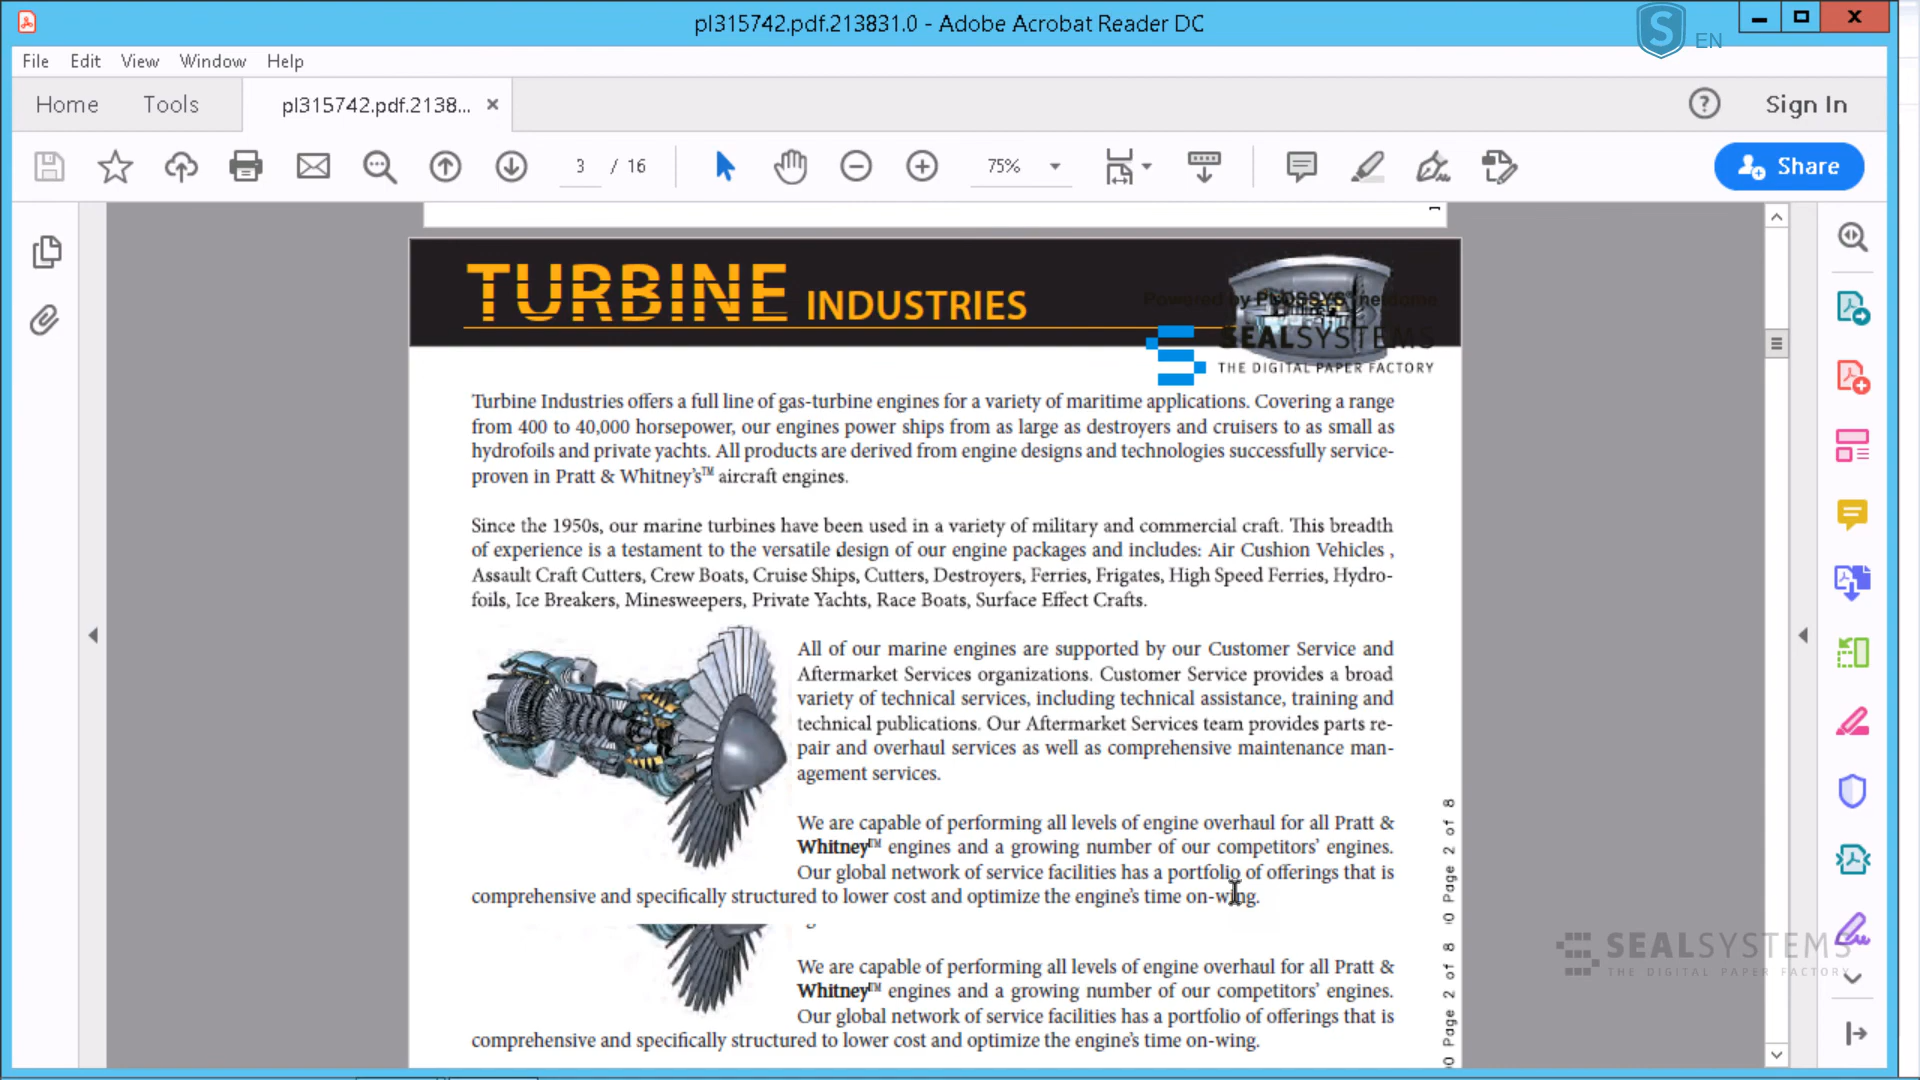 pl315742.pdf.213831.0 - Adobe Acrobat Reader DC
EN
File Edit View Window Help
Home Tools pl315742.pdf.2138... Sign In
3 / 16 75% Share
TURBINE INDUSTRIES
Powered by PLOSSYS netdome
SEALSYSTEMS
THE DIGITAL PAPER FACTORY
Turbine Industries offers a full line of gas-turbine engines for a variety of maritime applications. Covering a range
from 400 to 40,000 horsepower, our engines power ships from as large as destroyers and cruisers to as small as
hydrofoils and private yachts. All products are derived from engine designs and technologies successfully service-
proven in Pratt & Whitney's™ aircraft engines.
Since the 1950s, our marine turbines have been used in a variety of military and commercial craft. This breadth
of experience is a testament to the versatile design of our engine packages and includes: Air Cushion Vehicles ,
Assault Craft Cutters, Crew Boats, Cruise Ships, Cutters, Destroyers, Ferries, Frigates, High Speed Ferries, Hydro-
foils, Ice Breakers, Minesweepers, Private Yachts, Race Boats, Surface Effect Crafts.
All of our marine engines are supported by our Customer Service and
Aftermarket Services organizations. Customer Service provides a broad
variety of technical services, including technical assistance, training and
technical publications. Our Aftermarket Services team provides parts re-
pair and overhaul services as well as comprehensive maintenance man-
agement services.
We are capable of performing all levels of engine overhaul for all Pratt &
Whitney™ engines and a growing number of our competitors' engines.
Our global network of service facilities has a portfolio of offerings that is
comprehensive and specifically structured to lower cost and optimize the engine's time on-wing.
We are capable of performing all levels of engine overhaul for all Pratt &
Whitney™ engines and a growing number of our competitors' engines.
Our global network of service facilities has a portfolio of offerings that is
comprehensive and specifically structured to lower cost and optimize the engine's time on-wing.
Page 2 of 8
Page 2 of 8
SEALSYSTEMS
THE DIGITAL PAPER FACTORY